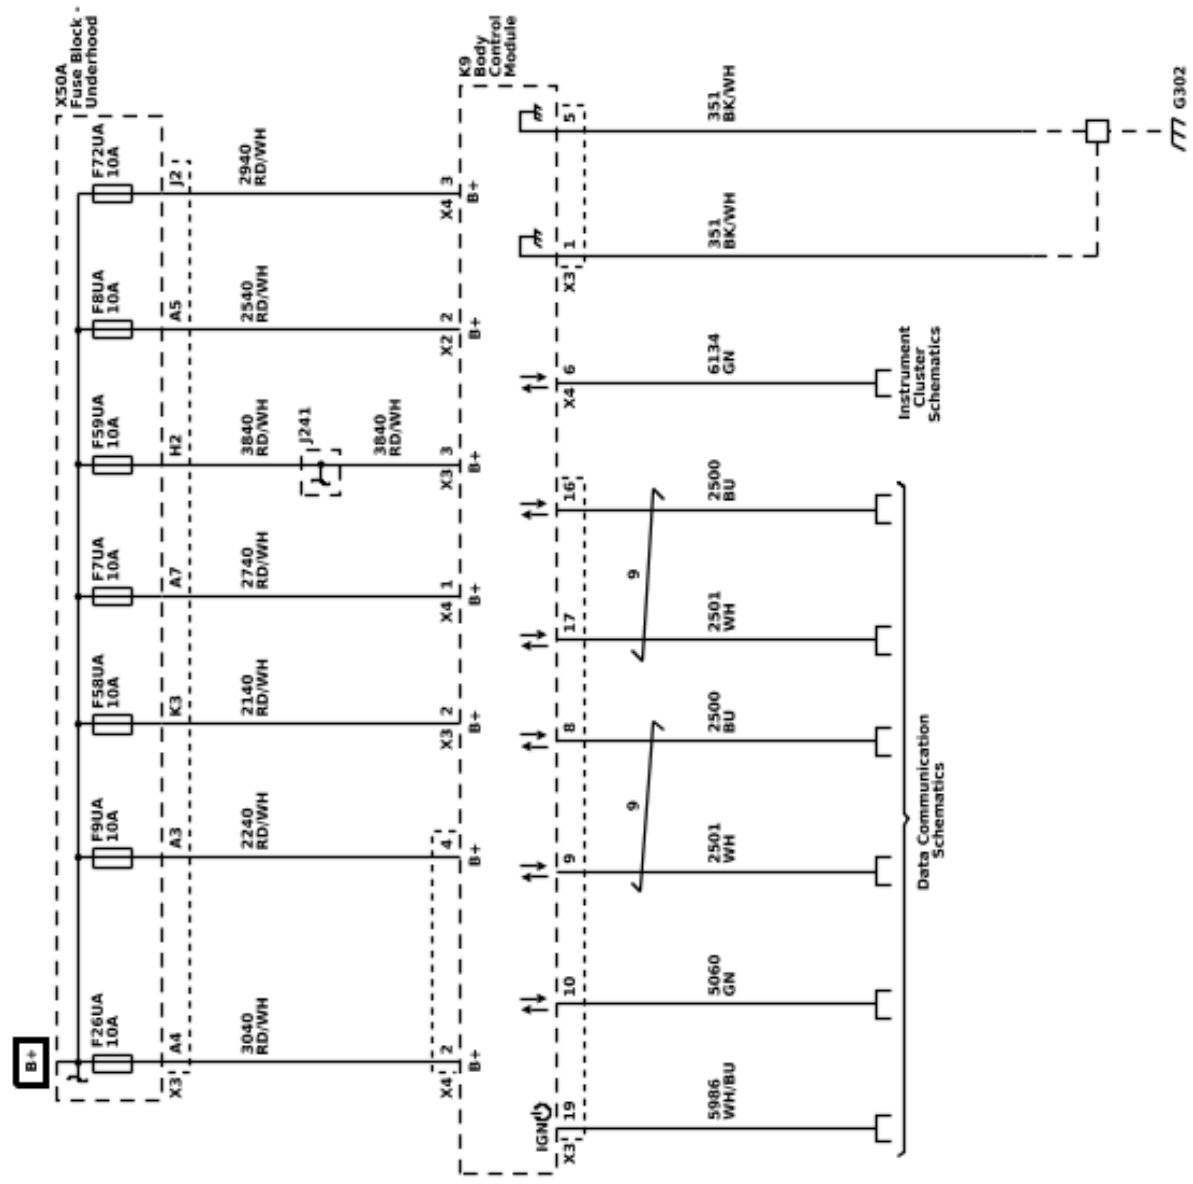 B+
X50A
Fuse Block -
Underhood
F26UA
10A
F9UA
10A
F58UA
10A
F7UA
10A
F59UA
10A
F8UA
10A
F72UA
10A
X3
A4
A3
K3
A7
H2
A5
J2
3040
RD/WH
2240
RD/WH
2140
RD/WH
2740
RD/WH
3840
RD/WH
2540
RD/WH
2940
RD/WH
J241
3840
RD/WH
X4
2
4
X3
2
X4
1
X3
3
X2
2
X4
3
B+
B+
B+
B+
B+
B+
B+
K9
Body
Control
Module
IGN
X3
19
10
9
8
17
16
X4
6
X3
1
5
9
9
5986
WH/BU
5060
GN
2501
WH
2500
BU
2501
WH
2500
BU
6134
GN
351
BK/WH
351
BK/WH
Data Communication
Schematics
Instrument
Cluster
Schematics
G302